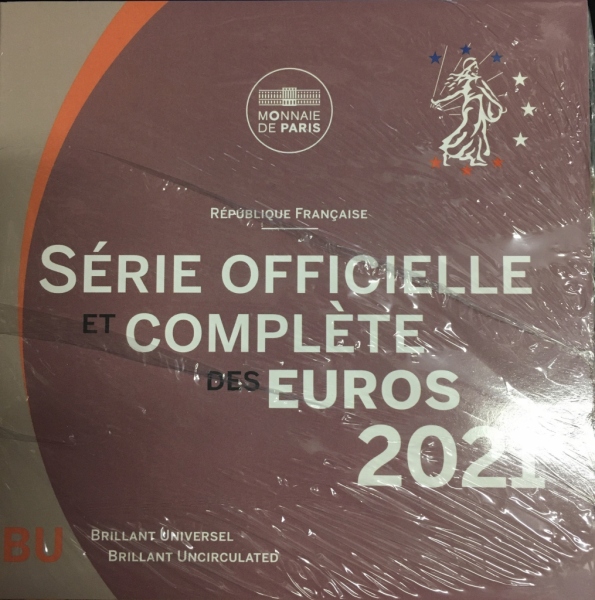 MONNAIE
DE PARIS
RÉPUBLIQUE FRANÇAISE
SÉRIE OFFICIELLE
ET COMPLÈTE
DES EUROS
2021
BU
BRILLANT UNIVERSEL
BRILLANT UNCIRCULATED